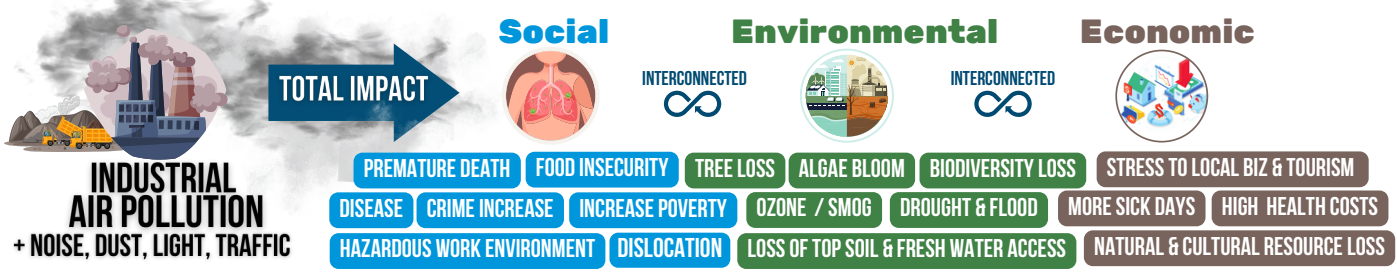 INDUSTRIAL
AIR POLLUTION
+ NOISE, DUST, LIGHT, TRAFFIC
TOTAL IMPACT
Social
INTERCONNECTED
Environmental
INTERCONNECTED
Economic
PREMATURE DEATH
FOOD INSECURITY
DISEASE
CRIME INCREASE
INCREASE POVERTY
HAZARDOUS WORK ENVIRONMENT
DISLOCATION
TREE LOSS
ALGAE BLOOM
BIODIVERSITY LOSS
OZONE / SMOG
DROUGHT & FLOOD
LOSS OF TOP SOIL & FRESH WATER ACCESS
STRESS TO LOCAL BIZ & TOURISM
MORE SICK DAYS
HIGH HEALTH COSTS
NATURAL & CULTURAL RESOURCE LOSS